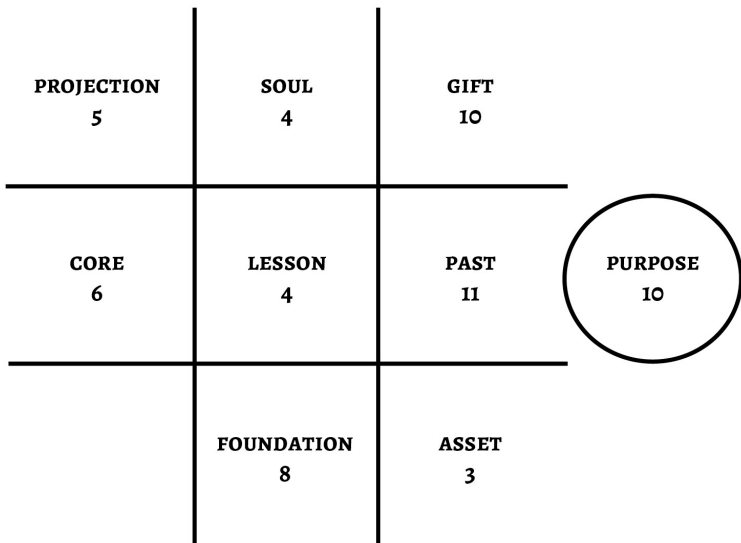 PROJECTION
5
SOUL
4
GIFT
10
CORE
6
LESSON
4
PAST
11
PURPOSE
10
FOUNDATION
8
ASSET
3